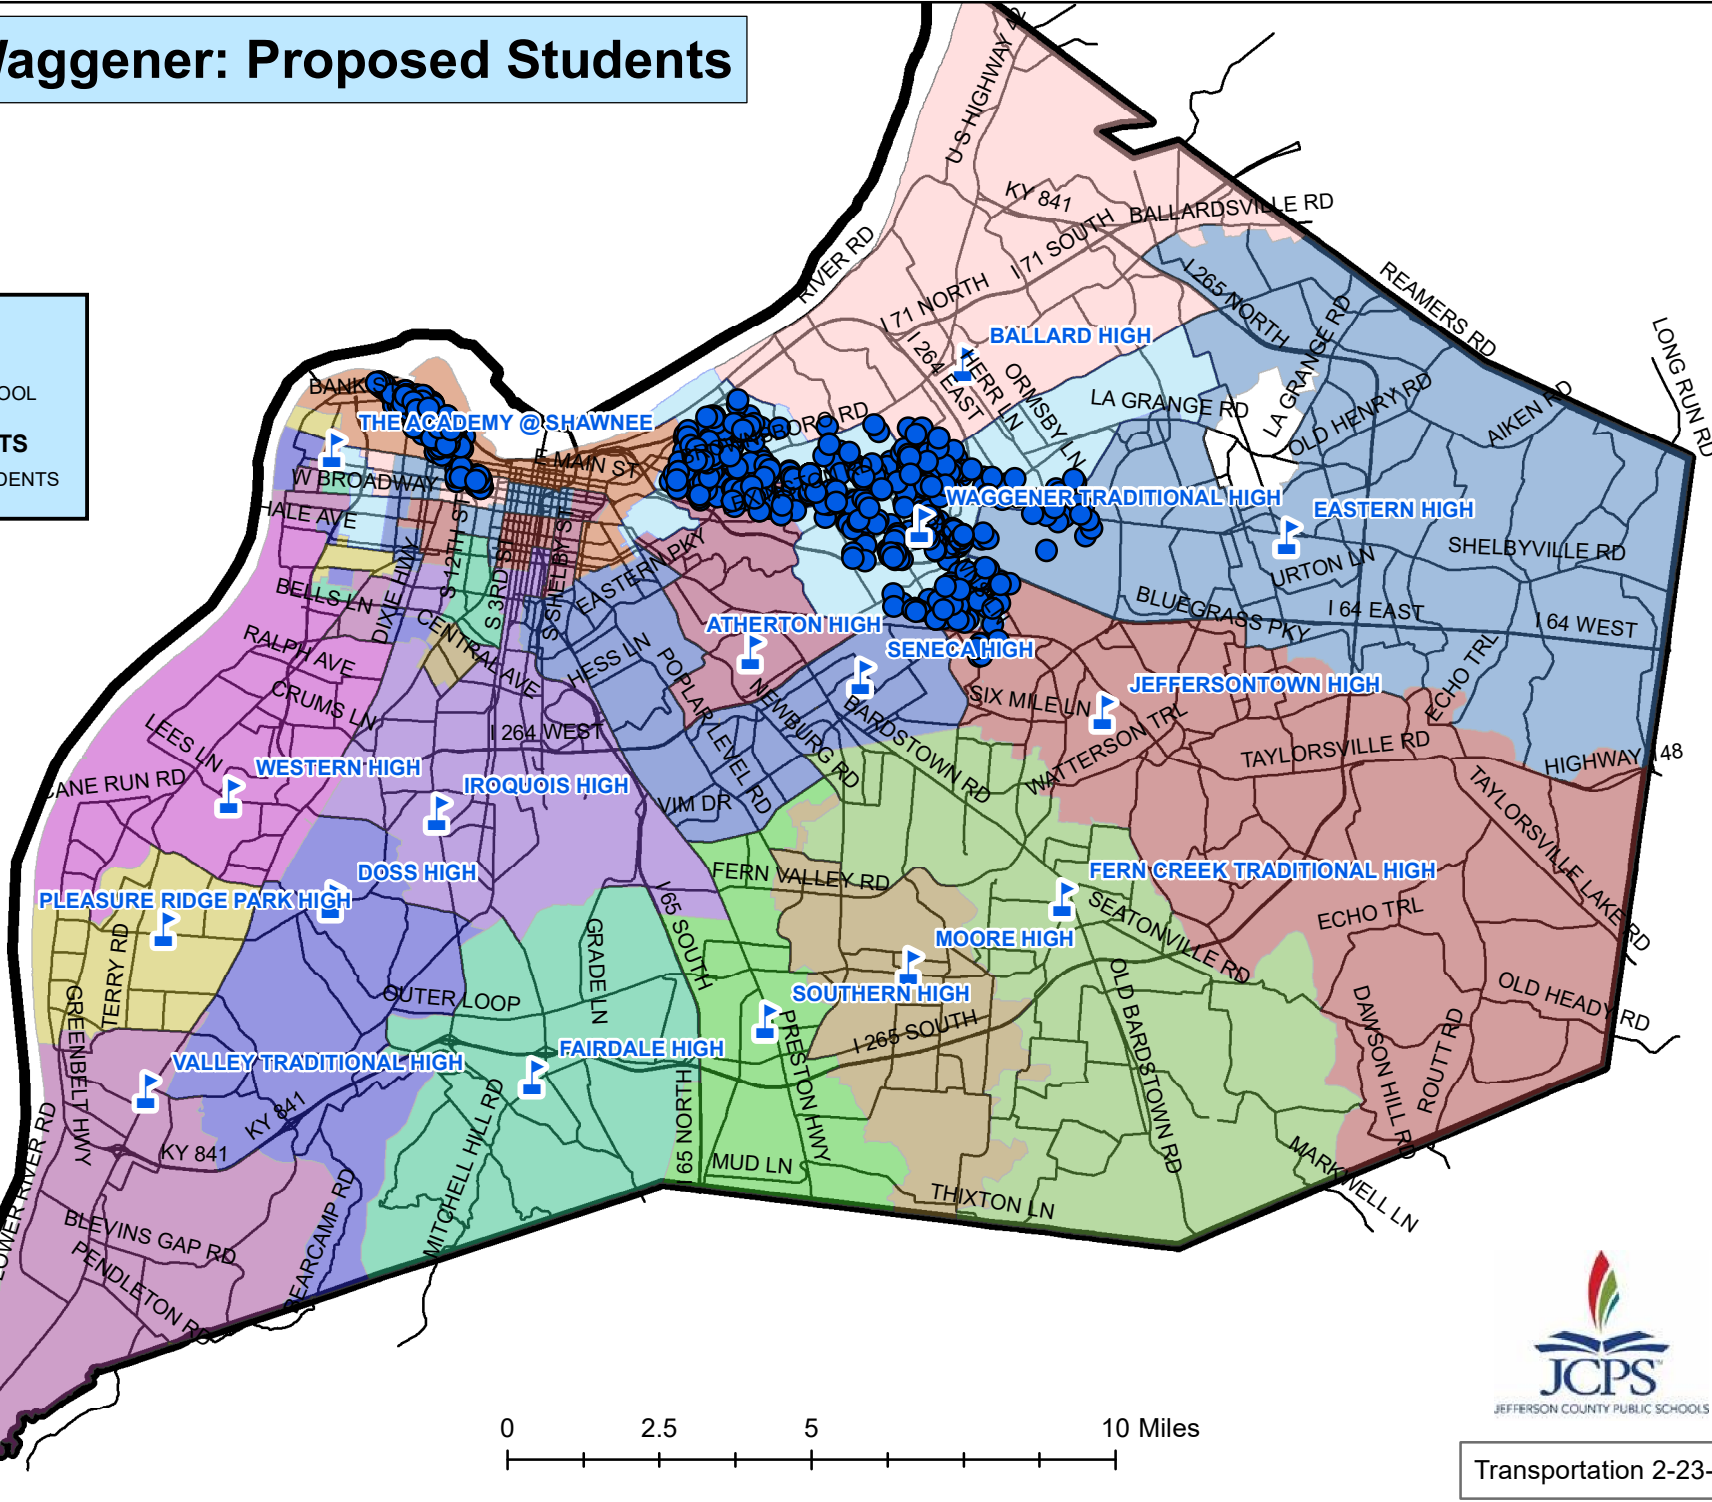 Waggener: Proposed Students
OOL
TS
DENTS
U S HIGHWAY 42
KY 841
BALLARDSVILLE RD
I 71 SOUTH
RIVER RD
I 71 NORTH
I 265 NORTH
REAMERS RD
LONG RUN RD
I 264 EAST
BALLARD HIGH
HERR LN
ORMSBY LN
LA GRANGE RD
LA GRANGE RD
OLD HENRY RD
AIKEN RD
BANK ST
THE ACADEMY @ SHAWNEE
BROWNSBORO RD
E MAIN ST
W BROADWAY
WAGGENER TRADITIONAL HIGH
EASTERN HIGH
HALE AVE
SHELBYVILLE RD
URTON LN
S 12TH ST
S 3RD ST
S SHELBY ST
EASTERN PKY
DIXIE HWY
BELLS LN
BLUEGRASS PKY
I 64 EAST
I 64 WEST
CENTRAL AVE
RALPH AVE
ATHERTON HIGH
SENECA HIGH
HESS LN
POPLAR LEVEL RD
NEWBURG RD
BARDSTOWN RD
SIX MILE LN
JEFFERSONTOWN HIGH
ECHO TRL
CRUMS LN
LEES LN
I 264 WEST
WATTERSON TRL
TAYLORSVILLE RD
HIGHWAY 148
CANE RUN RD
WESTERN HIGH
IROQUOIS HIGH
VIM DR
TAYLORSVILLE LAKE RD
DOSS HIGH
FERN VALLEY RD
FERN CREEK TRADITIONAL HIGH
PLEASURE RIDGE PARK HIGH
I 65 SOUTH
SEATONVILLE RD
ECHO TRL
TERRY RD
GRADE LN
MOORE HIGH
GREENBELT HWY
OUTER LOOP
SOUTHERN HIGH
OLD BARDSTOWN RD
OLD HEADY RD
DAWSON HILL RD
ROUTT RD
I 265 SOUTH
PRESTON HWY
VALLEY TRADITIONAL HIGH
FAIRDALE HIGH
KY 841
KY 841
MITCHELL HILL RD
I 65 NORTH
MUD LN
THIXTON LN
MARKWELL LN
LOWER RIVER RD
BLEVINS GAP RD
BEARCAMP RD
PENDLETON RD
JCPS
JEFFERSON COUNTY PUBLIC SCHOOLS
0 2.5 5 10 Miles
Transportation 2-23-